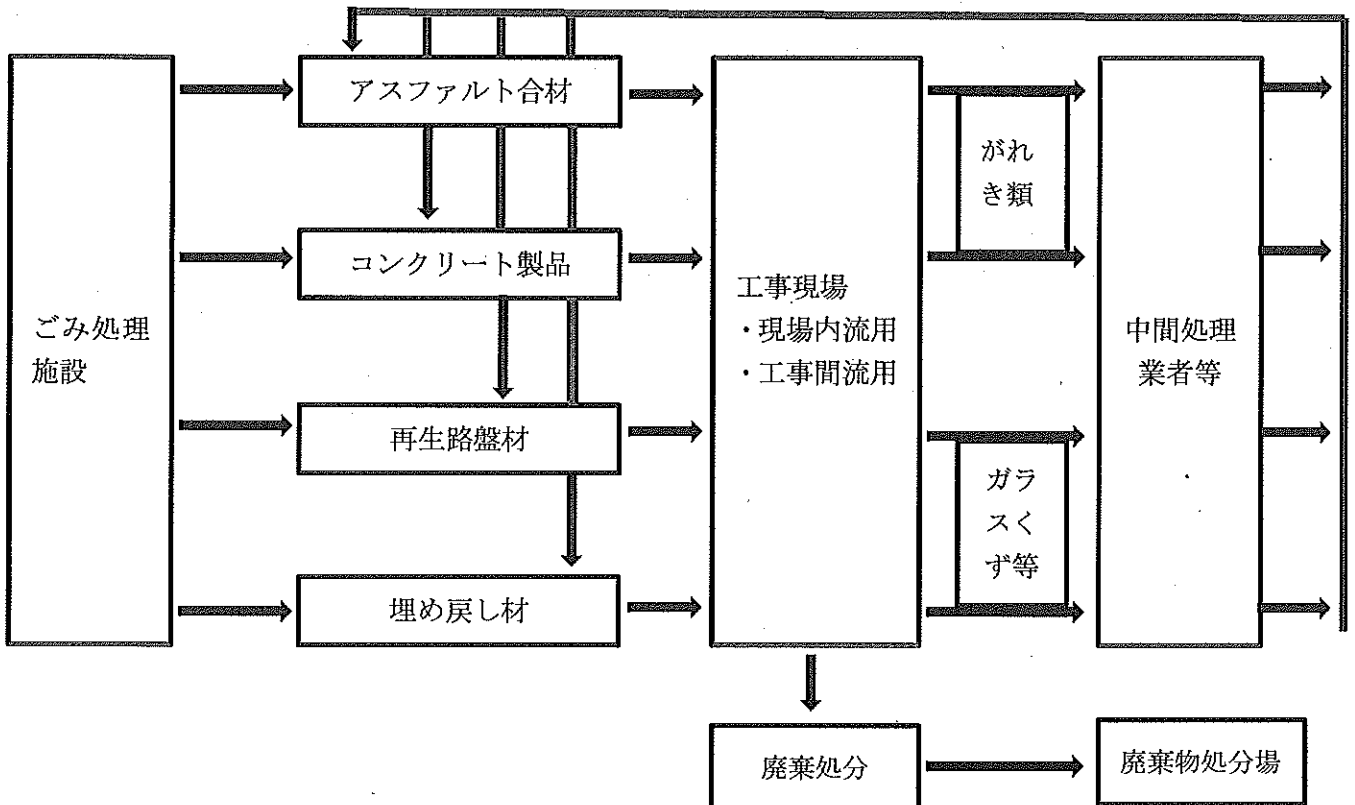 ごみ処理
施設
アスファルト合材
コンクリート製品
再生路盤材
埋め戻し材
工事現場
・現場内流用
・工事間流用
がれ
き類
ガラ
スく
ず等
中間処理
業者等
廃棄処分
廃棄物処分場